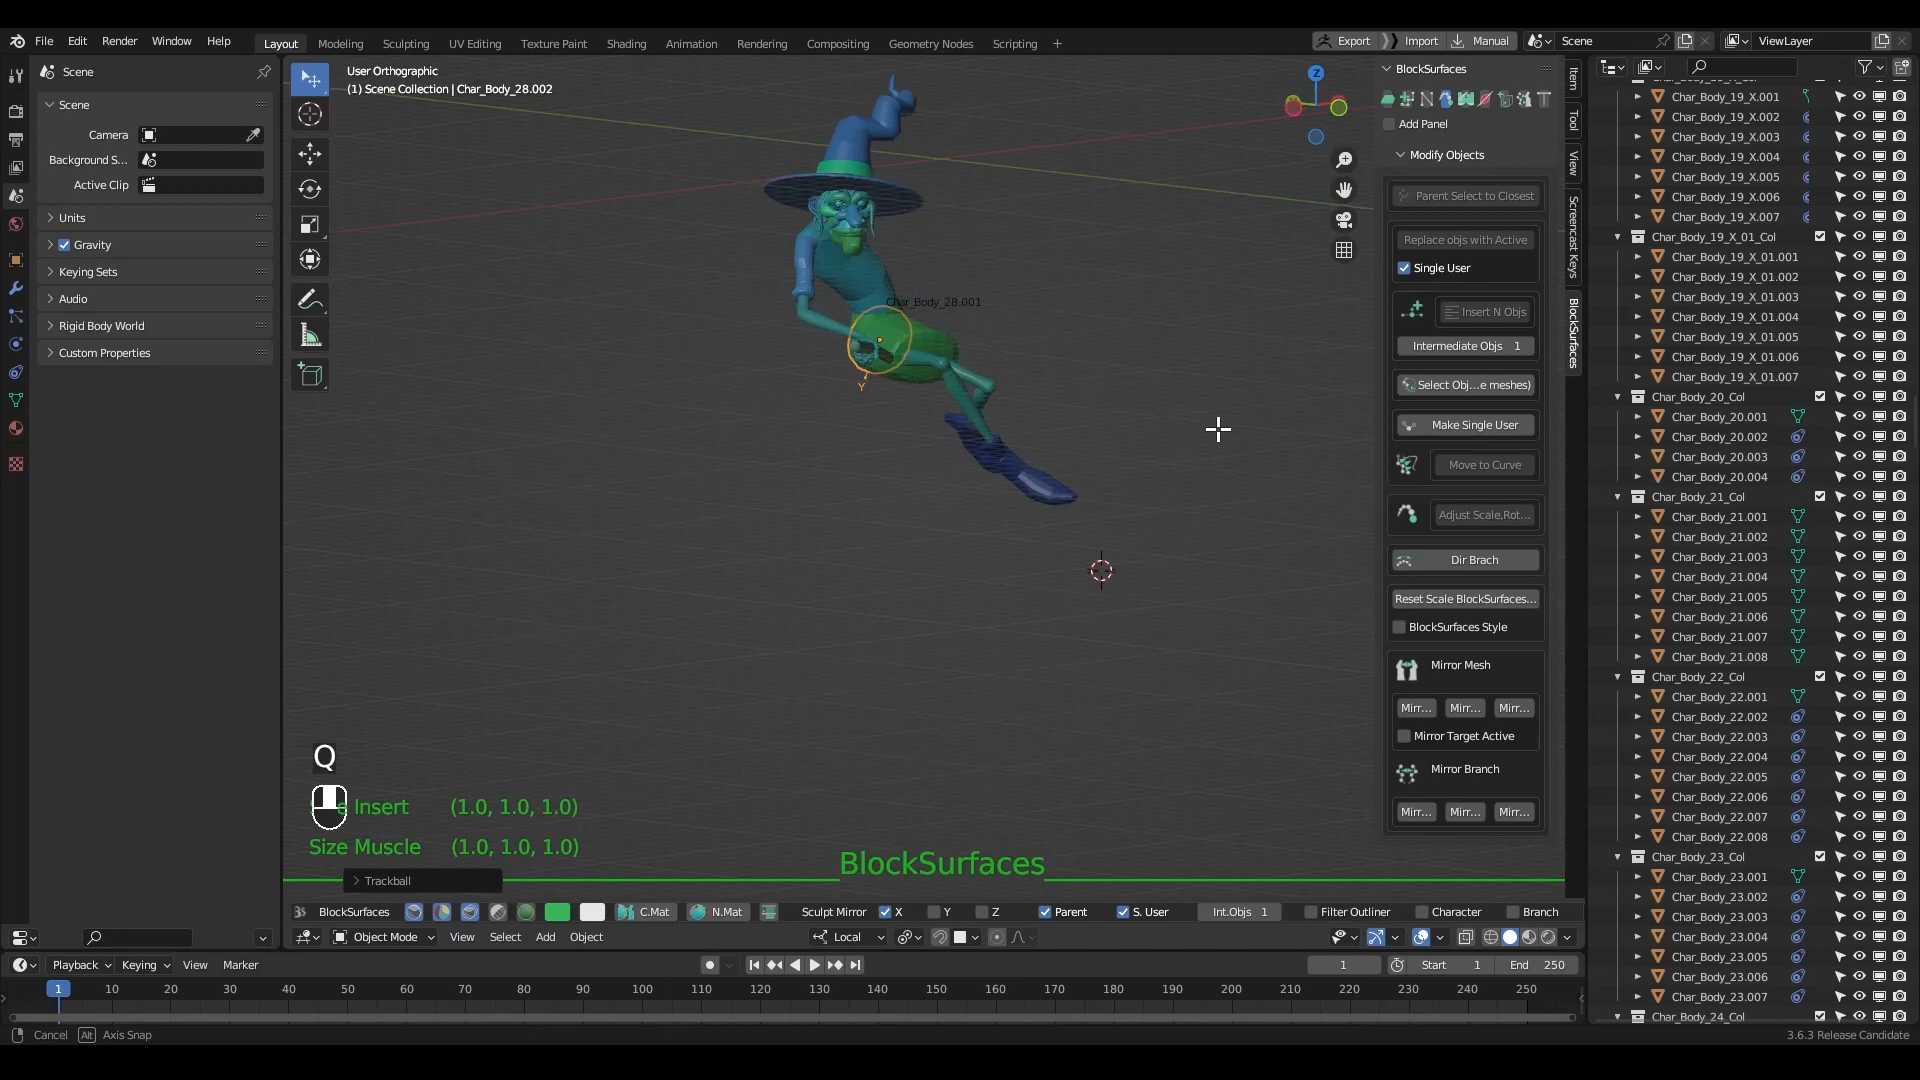 File Edit Render Window Help
Layout Modeling Sculpting UV Editing Texture Paint Shading Animation Rendering Compositing Geometry Nodes Scripting +
Export Import Manual Scene ViewLayer
Scene
Scene
Camera
Background S...
Active Clip
Units
Gravity
Keying Sets
Audio
Rigid Body World
Custom Properties
User Orthographic
(1) Scene Collection | Char_Body_28.002
Z
Char_Body_28.001
Y
Q
Insert (1.0, 1.0, 1.0)
Size Muscle (1.0, 1.0, 1.0)
BlockSurfaces
Trackball
BlockSurfaces
Add Panel
Modify Objects
Parent Select to Closest
Replace objs with Active
Single User
Insert N Objs
Intermediate Objs 1
Select Obj...e meshes)
Make Single User
Move to Curve
Adjust Scale,Rot...
Dir Brach
Reset Scale BlockSurfaces...
BlockSurfaces Style
Mirror Mesh
Mirr... Mirr... Mirr...
Mirror Target Active
Mirror Branch
Mirr... Mirr... Mirr...
Item
Tool
View
Screencast Keys
BlockSurfaces
Char_Body_19_X.001
Char_Body_19_X.002
Char_Body_19_X.003
Char_Body_19_X.004
Char_Body_19_X.005
Char_Body_19_X.006
Char_Body_19_X.007
Char_Body_19_X_01_Col
Char_Body_19_X_01.001
Char_Body_19_X_01.002
Char_Body_19_X_01.003
Char_Body_19_X_01.004
Char_Body_19_X_01.005
Char_Body_19_X_01.006
Char_Body_19_X_01.007
Char_Body_20_Col
Char_Body_20.001
Char_Body_20.002
Char_Body_20.003
Char_Body_20.004
Char_Body_21_Col
Char_Body_21.001
Char_Body_21.002
Char_Body_21.003
Char_Body_21.004
Char_Body_21.005
Char_Body_21.006
Char_Body_21.007
Char_Body_21.008
Char_Body_22_Col
Char_Body_22.001
Char_Body_22.002
Char_Body_22.003
Char_Body_22.004
Char_Body_22.005
Char_Body_22.006
Char_Body_22.007
Char_Body_22.008
Char_Body_23_Col
Char_Body_23.001
Char_Body_23.002
Char_Body_23.003
Char_Body_23.004
Char_Body_23.005
Char_Body_23.006
Char_Body_23.007
Char_Body_24_Col
BlockSurfaces C.Mat N.Mat Sculpt Mirror X Y Z Parent S. User Int.Objs 1 Filter Outliner Character Branch
Object Mode View Select Add Object Local
Playback Keying View Marker 1 Start 1 End 250
1 10 20 30 40 50 60 70 80 90 100 110 120 130 140 150 160 170 180 190 200 210 220 230 240 250
Cancel Alt Axis Snap 3.6.3 Release Candidate